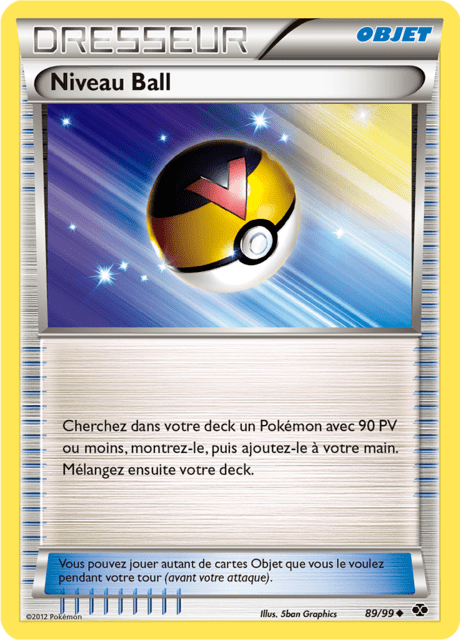 DRESSEUR
OBJET
Niveau Ball
Cherchez dans votre deck un Pokémon avec 90 PV
ou moins, montrez-le, puis ajoutez-le à votre main.
Mélangez ensuite votre deck.
Vous pouvez jouer autant de cartes Objet que vous le voulez
pendant votre tour (avant votre attaque).
©2012 Pokémon
Illus. 5ban Graphics
89/99